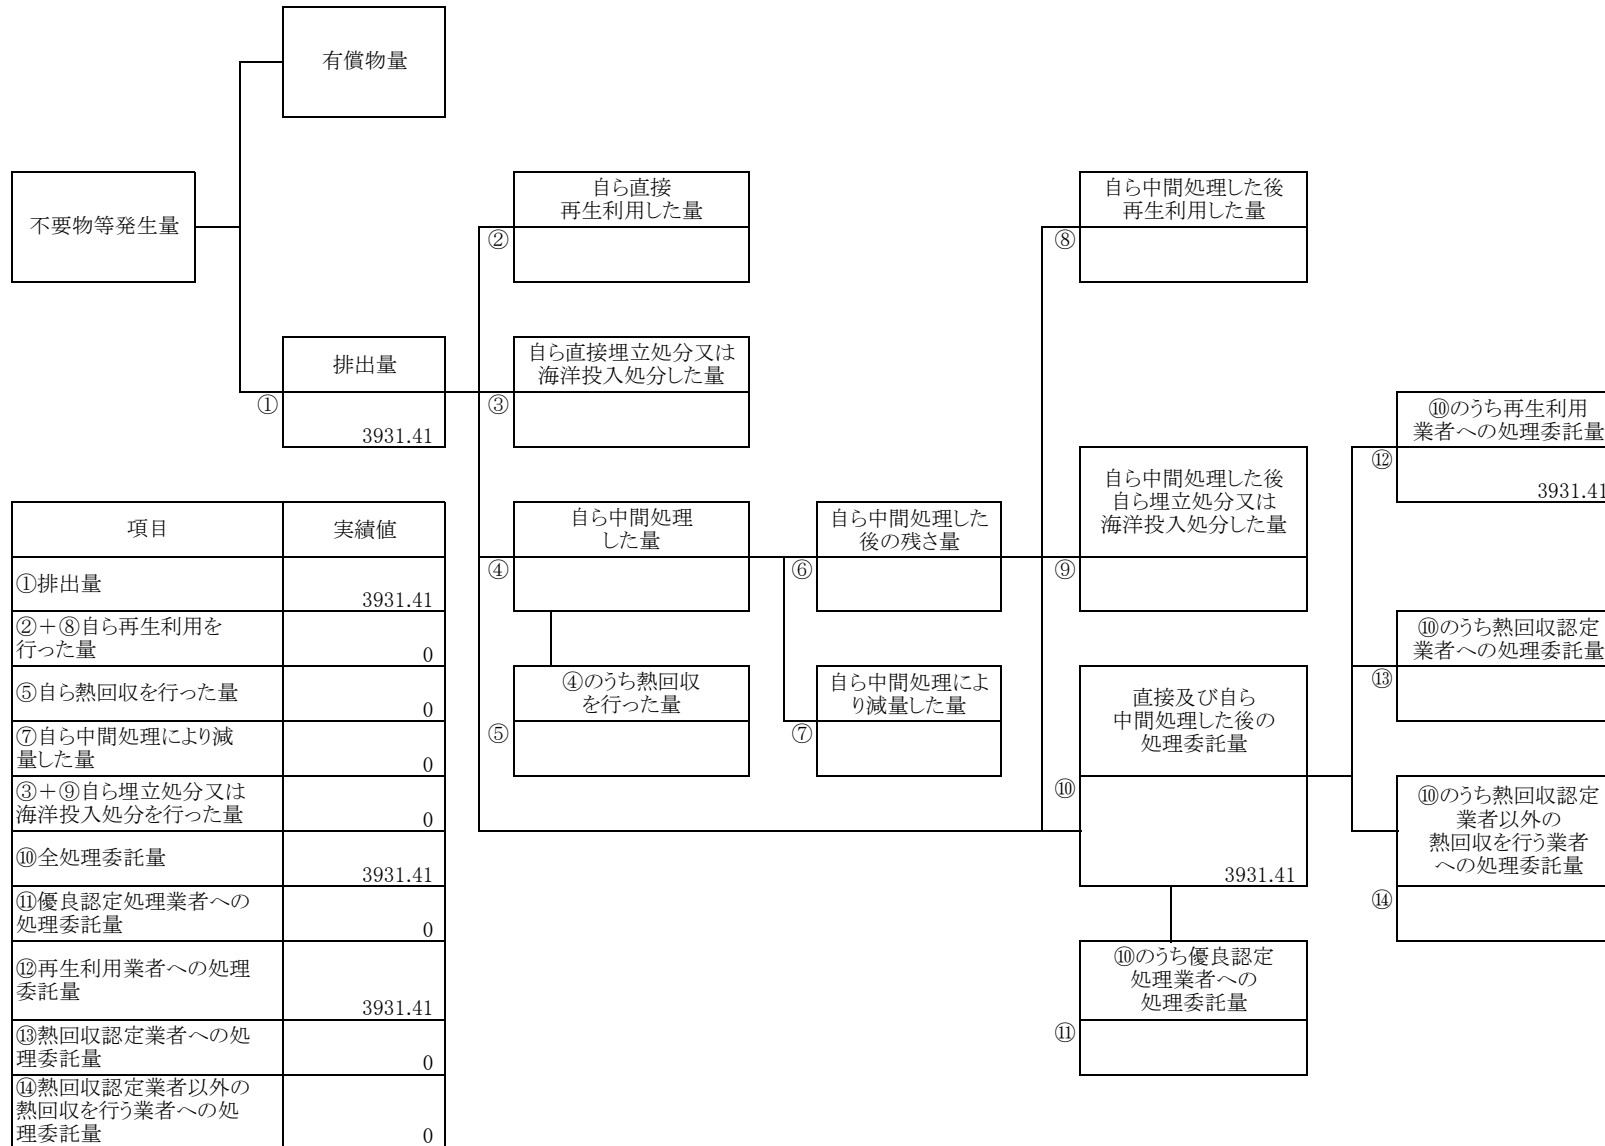 有償物量
不要物等発生量
自ら直接
再生利用した量
②
自ら中間処理した後
再生利用した量
⑧
排出量
①
3931.41
自ら直接埋立処分又は
海洋投入処分した量
③
⑩のうち再生利用
業者への処理委託量
⑫
3931.41
自ら中間処理
した量
④
自ら中間処理した
後の残さ量
⑥
自ら中間処理した後
自ら埋立処分又は
海洋投入処分した量
⑨
⑩のうち熱回収認定
業者への処理委託量
⑬
④のうち熱回収
を行った量
⑤
自ら中間処理によ
り減量した量
⑦
直接及び自ら
中間処理した後の
処理委託量
⑩
3931.41
⑩のうち熱回収認定
業者以外の
熱回収を行う業者
への処理委託量
⑭
⑩のうち優良認定
処理業者への
処理委託量
⑪
項目 実績値
①排出量
3931.41
②+⑧自ら再生利用を
行った量
0
⑤自ら熱回収を行った量
0
⑦自ら中間処理により減
量した量
0
③+⑨自ら埋立処分又は
海洋投入処分を行った量
0
⑩全処理委託量
3931.41
⑪優良認定処理業者への
処理委託量
0
⑫再生利用業者への処理
委託量
3931.41
⑬熱回収認定業者への処
理委託量
0
⑭熱回収認定業者以外の
熱回収を行う業者への処
理委託量
0